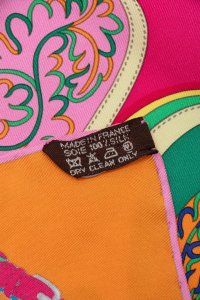 MADE IN FRANCE
SOIE 100% SILK
DRY CLEAN ONLY